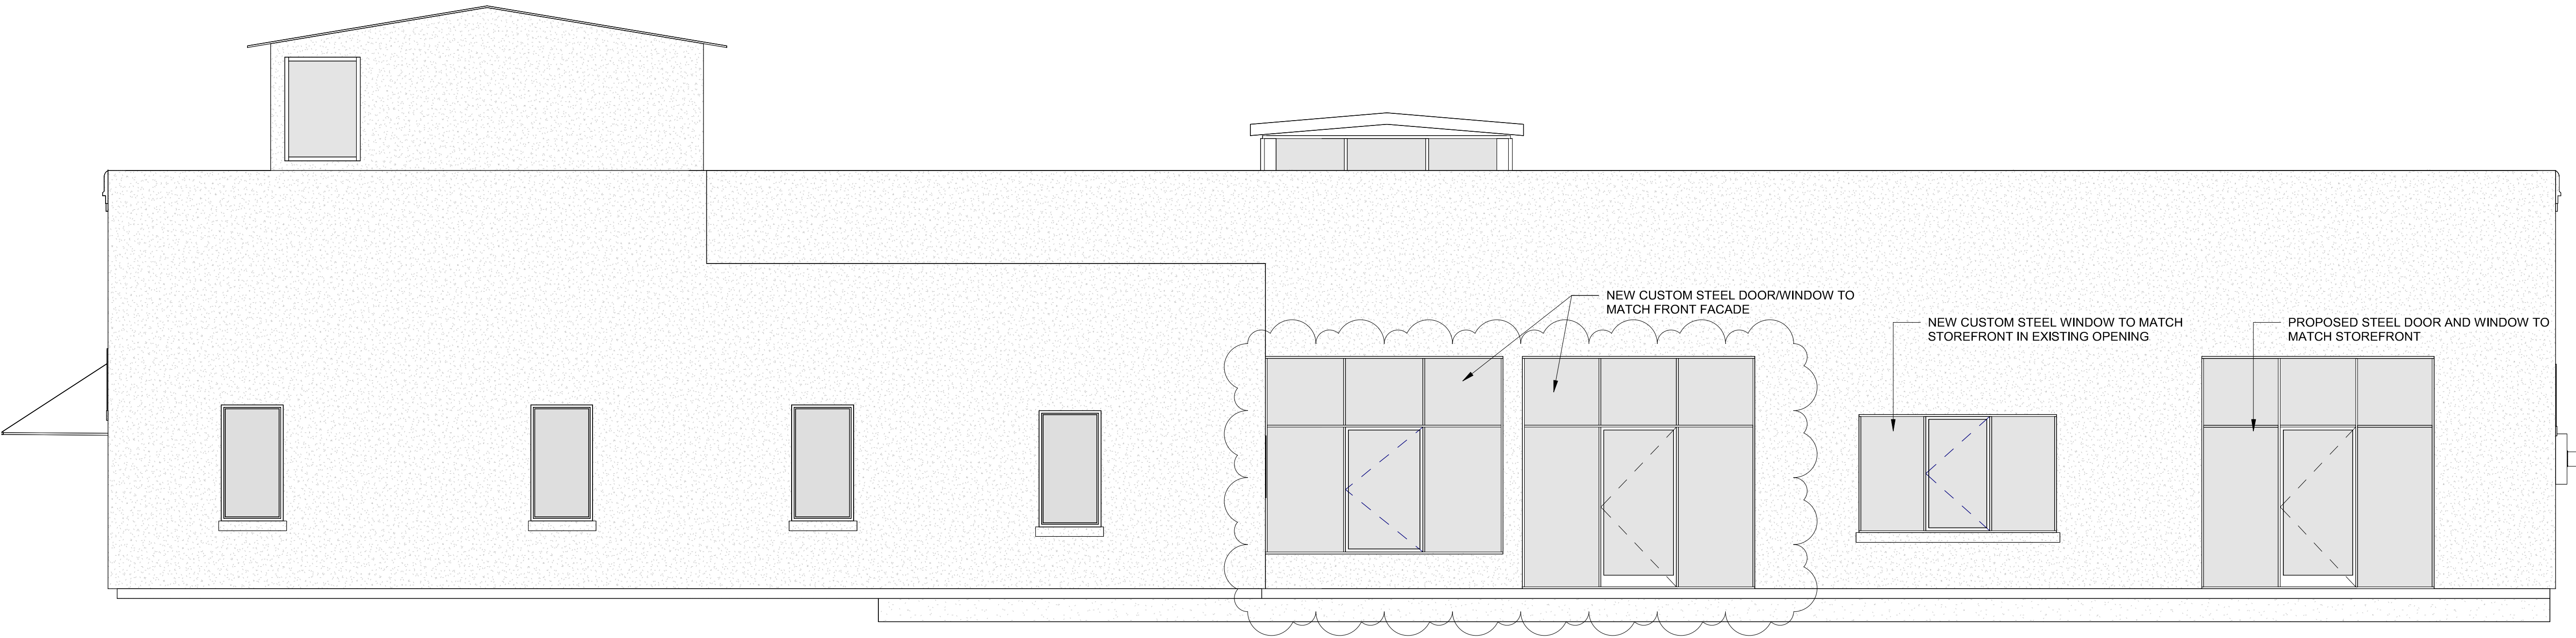 NEW CUSTOM STEEL DOOR/WINDOW TO
MATCH FRONT FACADE
NEW CUSTOM STEEL WINDOW TO MATCH
STOREFRONT IN EXISTING OPENING
PROPOSED STEEL DOOR AND WINDOW TO
MATCH STOREFRONT